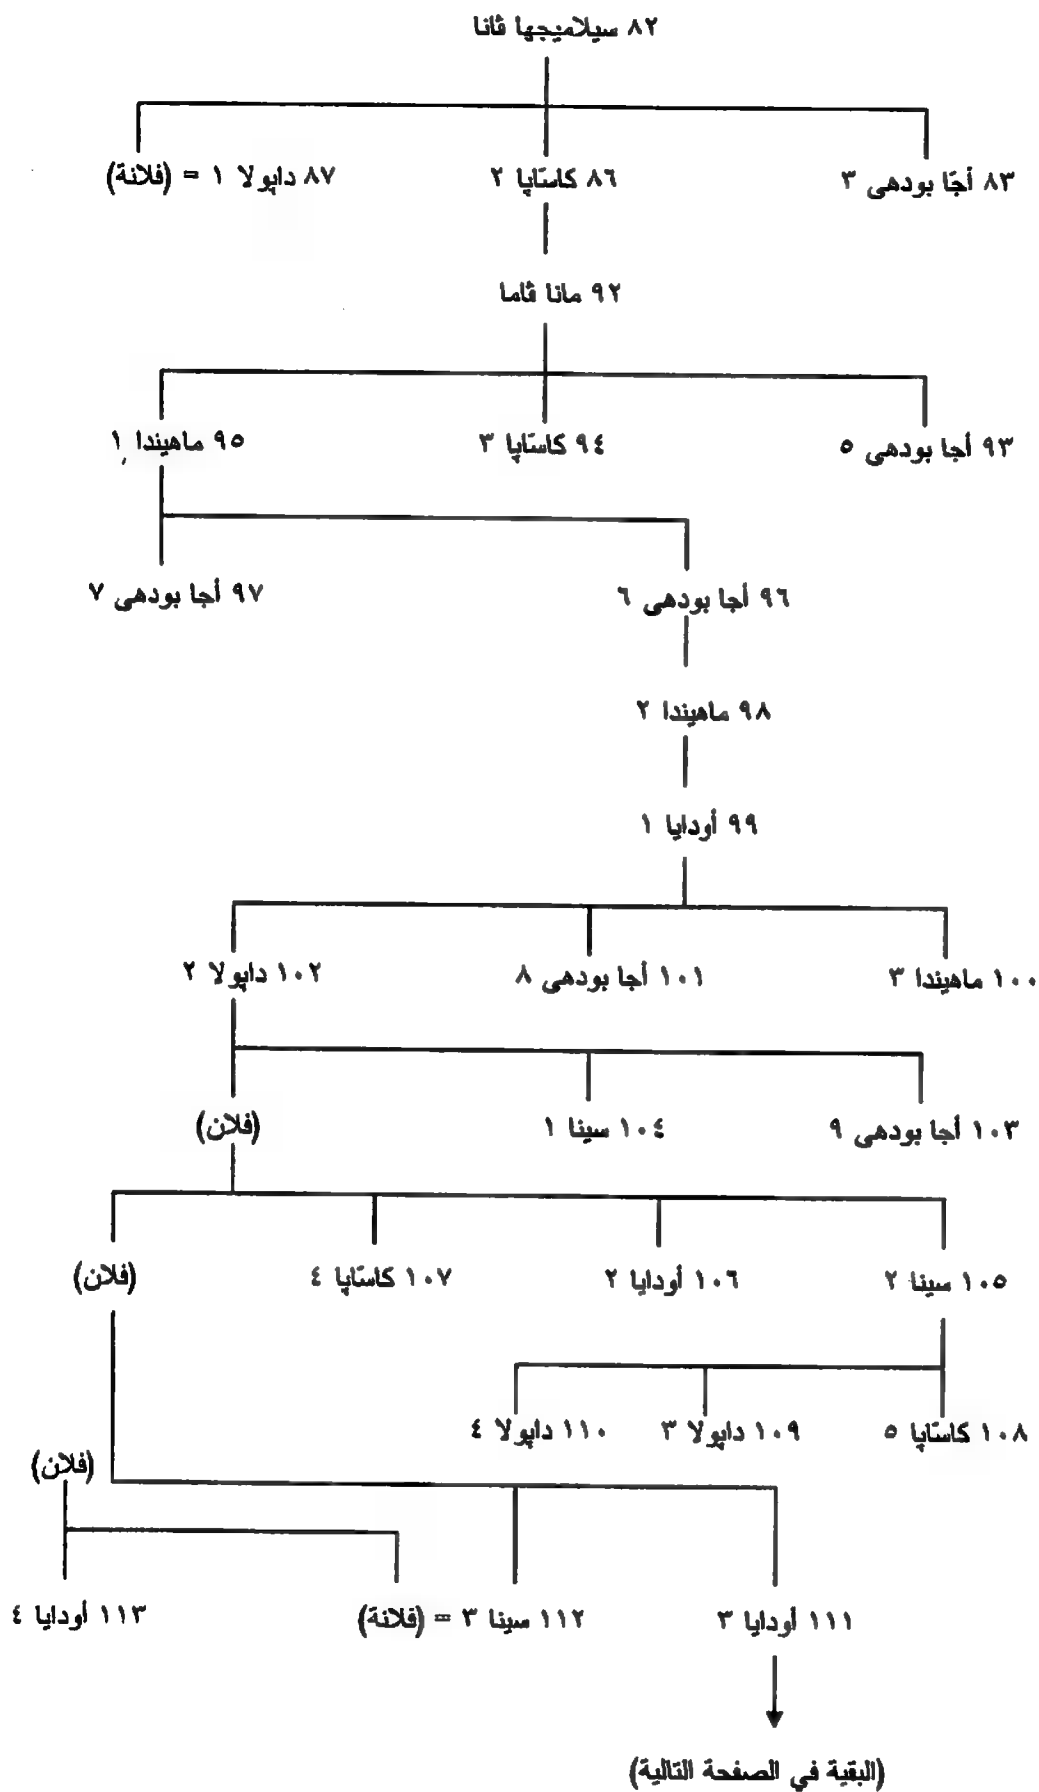 ٨٢ سيلاميجها ڤانا
٨٣ أجّا بودهى ٣
٨٦ كاسّاپا ٢
٨٧ داپولا ١ = (فلانة)
٩٢ مانا ڤاما
٩٣ أجا بودهى ٥
٩٤ كاسّاپا ٣
٩٥ ماهيندا ١
٩٦ أجا بودهى ٦
٩٧ أجا بودهى ٧
٩٨ ماهيندا ٢
٩٩ أودايا ١
١٠٠ ماهيندا ٣
١٠١ أجا بودهى ٨
١٠٢ داپولا ٢
١٠٣ أجا بودهى ٩
١٠٤ سينا ١
(فلان)
١٠٥ سينا ٢
١٠٦ أودايا ٢
١٠٧ كاسّاپا ٤
(فلان)
١٠٨ كاسّاپا ٥
١٠٩ داپولا ٣
١١٠ داپولا ٤
(فلان)
١١١ أودايا ٣
١١٢ سينا ٣ = (فلانة)
١١٣ أودايا ٤
(البقية في الصفحة التالية)